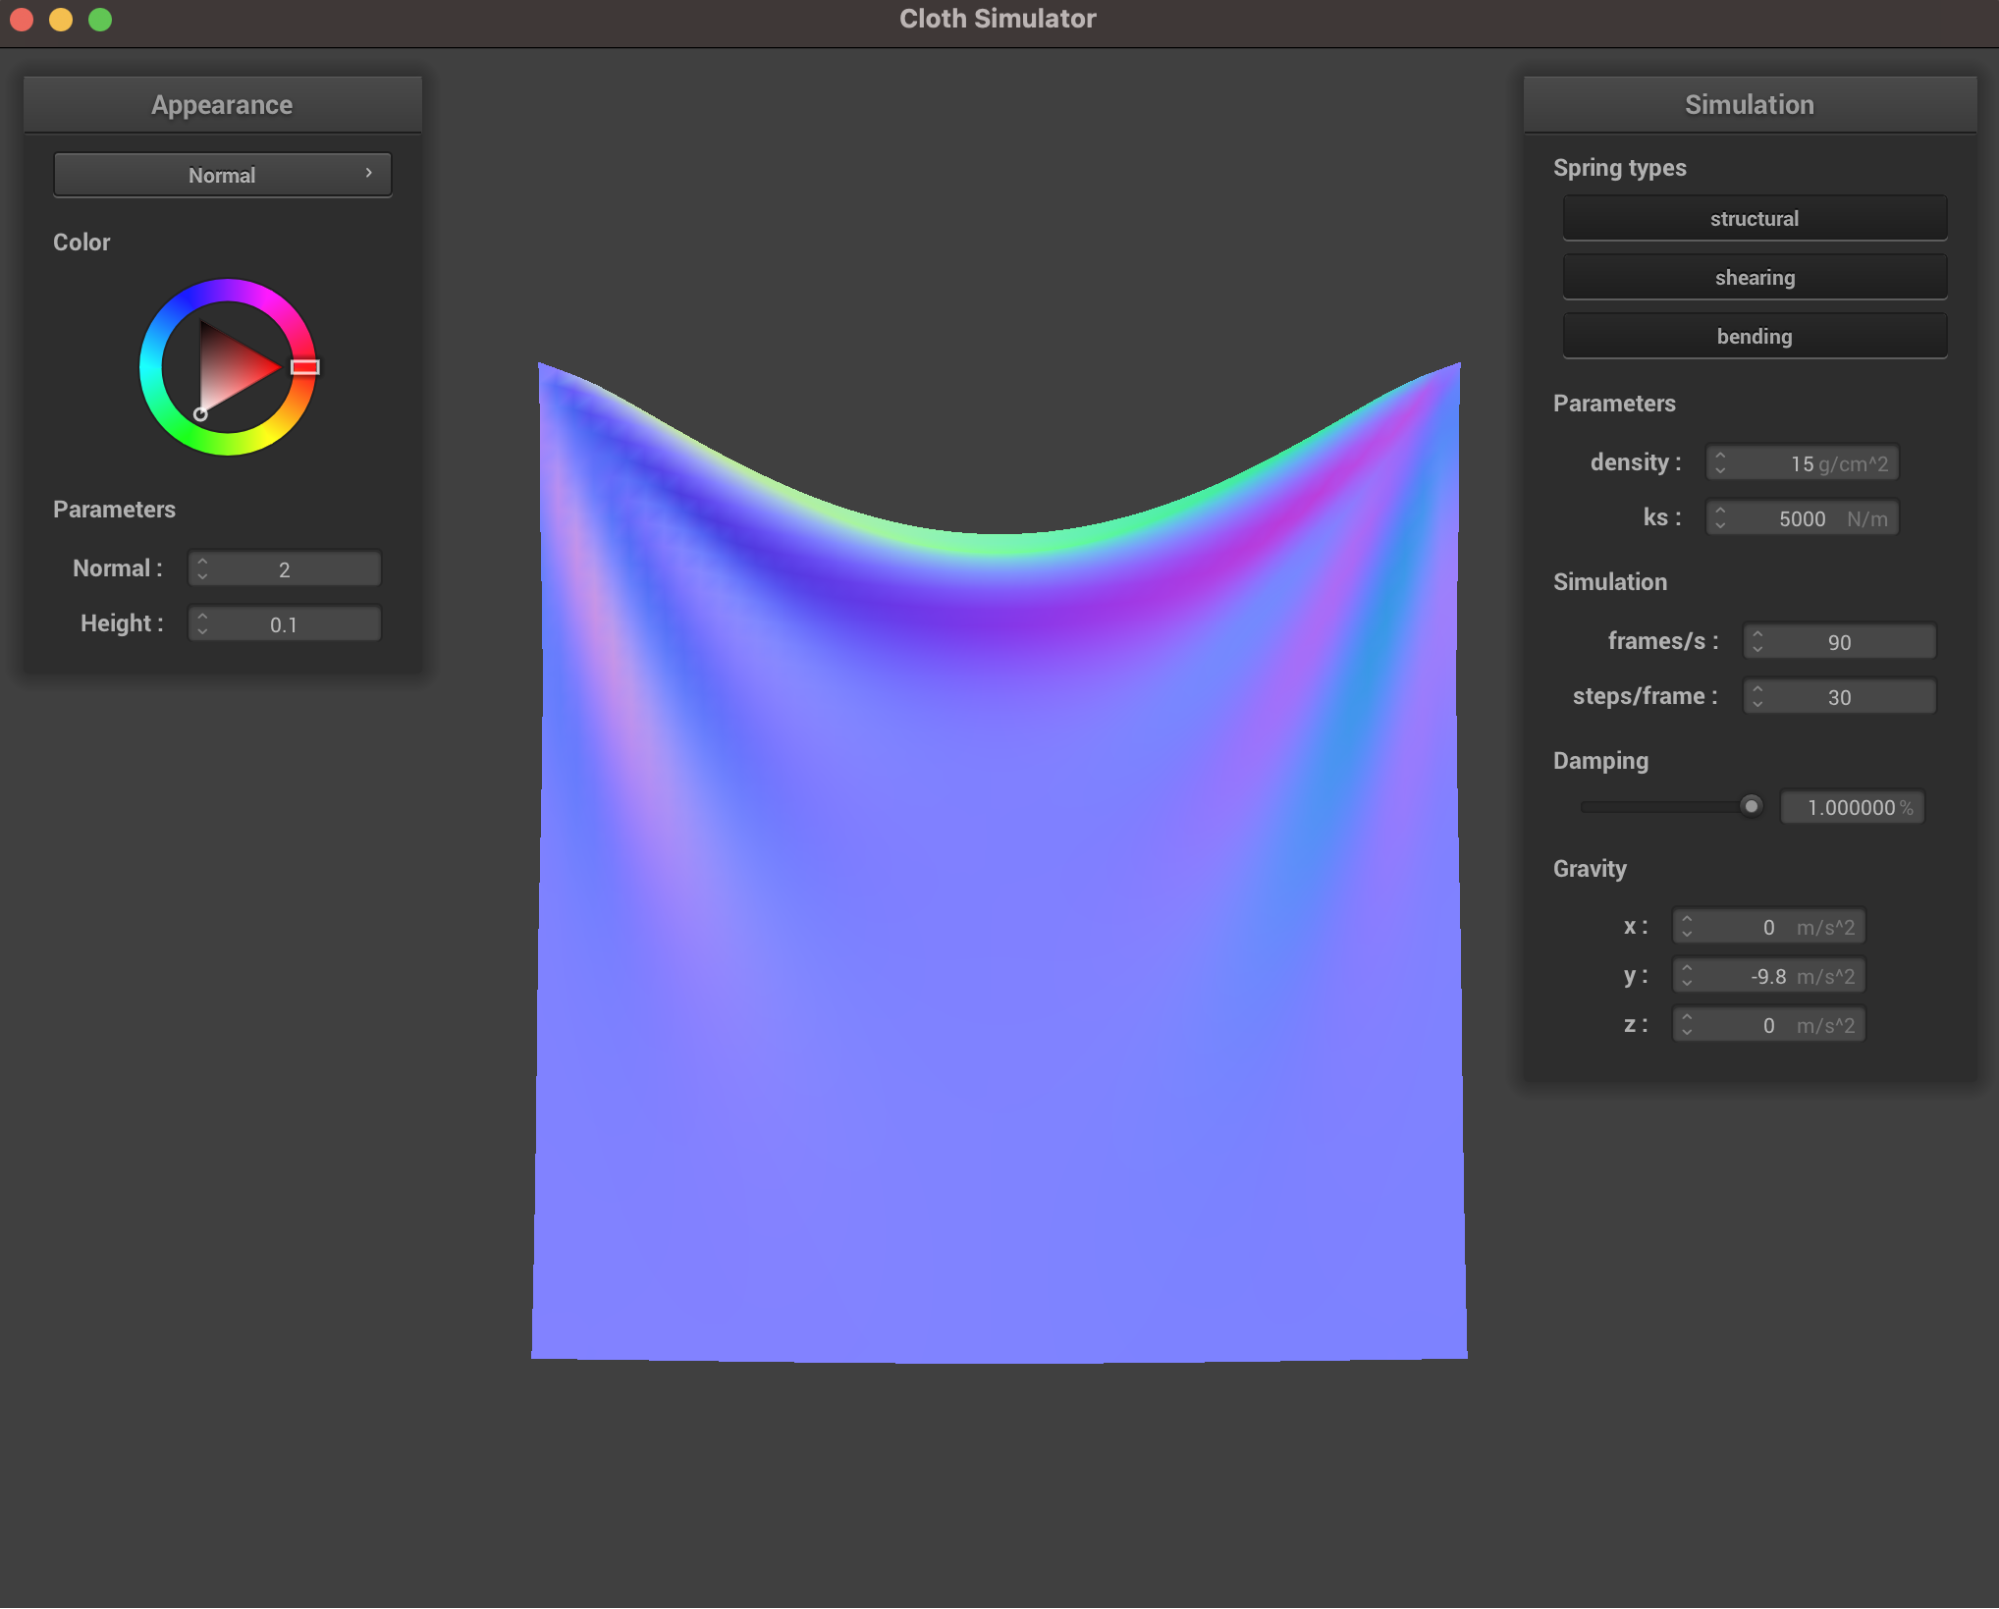 Cloth Simulator
Appearance
Normal
Color
Parameters
Normal : 2
Height : 0.1
Simulation
Spring types
structural
shearing
bending
Parameters
density : 15 g/cm^2
ks : 5000 N/m
Simulation
frames/s : 90
steps/frame : 30
Damping
1.000000 %
Gravity
x : 0 m/s^2
y : -9.8 m/s^2
z : 0 m/s^2